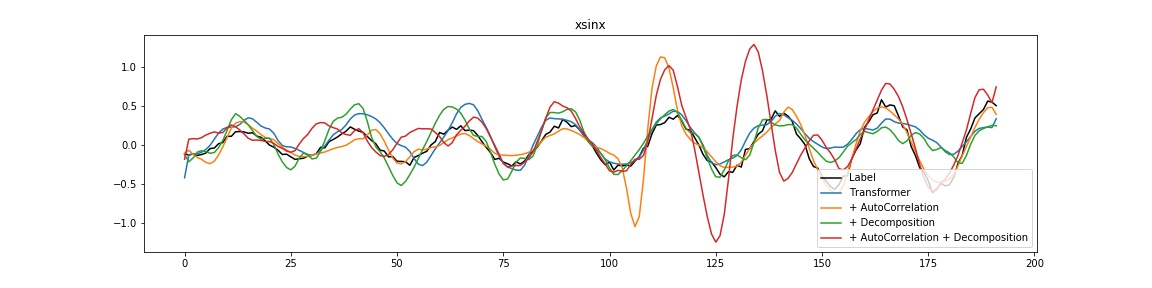 xsinx
1.0
0.5
0.0
−0.5
−1.0
0 25 50 75 100 125 150 175 200
Label
Transformer
+ AutoCorrelation
+ Decomposition
+ AutoCorrelation + Decomposition